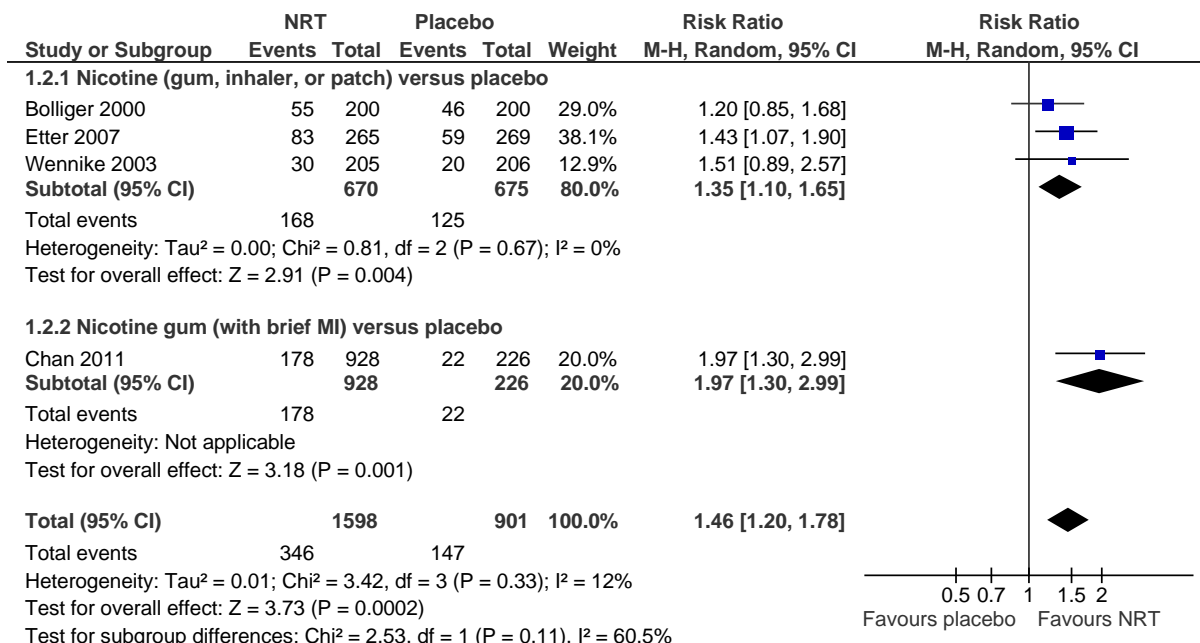 NRT Placebo Risk Ratio Risk Ratio
Study or Subgroup Events Total Events Total Weight M-H, Random, 95% CI M-H, Random, 95% CI
1.2.1 Nicotine (gum, inhaler, or patch) versus placebo
Bolliger 2000 55 200 46 200 29.0% 1.20 [0.85, 1.68]
Etter 2007 83 265 59 269 38.1% 1.43 [1.07, 1.90]
Wennike 2003 30 205 20 206 12.9% 1.51 [0.89, 2.57]
Subtotal (95% CI) 670 675 80.0% 1.35 [1.10, 1.65]
Total events 168 125
Heterogeneity: Tau² = 0.00; Chi² = 0.81, df = 2 (P = 0.67); I² = 0%
Test for overall effect: Z = 2.91 (P = 0.004)
1.2.2 Nicotine gum (with brief MI) versus placebo
Chan 2011 178 928 22 226 20.0% 1.97 [1.30, 2.99]
Subtotal (95% CI) 928 226 20.0% 1.97 [1.30, 2.99]
Total events 178 22
Heterogeneity: Not applicable
Test for overall effect: Z = 3.18 (P = 0.001)
Total (95% CI) 1598 901 100.0% 1.46 [1.20, 1.78]
Total events 346 147
Heterogeneity: Tau² = 0.01; Chi² = 3.42, df = 3 (P = 0.33); I² = 12%
Test for overall effect: Z = 3.73 (P = 0.0002)
Test for subgroup differences: Chi² = 2.53, df = 1 (P = 0.11), I² = 60.5%
0.5 0.7 1 1.5 2
Favours placebo Favours NRT